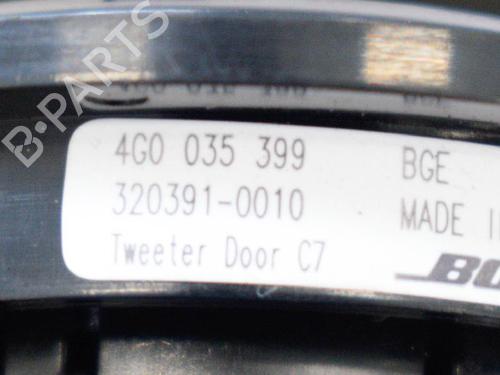 B-PARTS
4G0 035 399 BGE
320391-0010 MADE
Tweeter Door C7